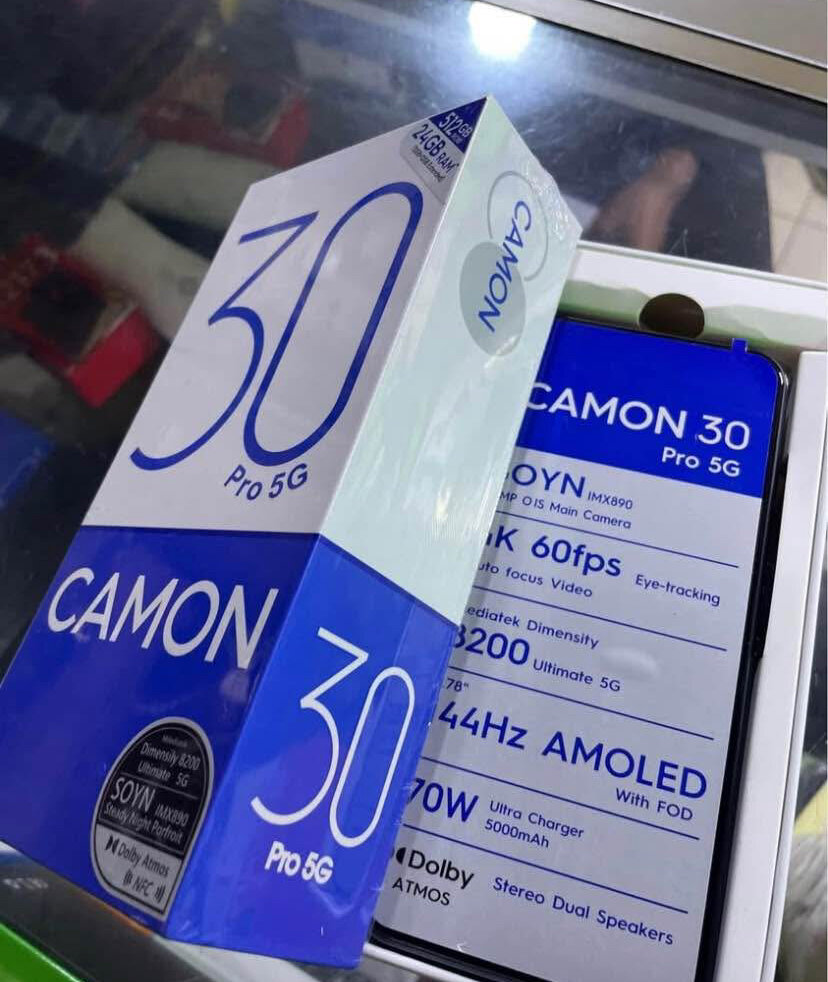 512GB
24GB RAM
30
Pro 5G
CAMON
CAMON
30
Pro 5G
Dimensity 8200
Ultimate 5G
SOYN IMX890
Steady Night Portrait
Dolby Atmos
NFC
CAMON 30
Pro 5G
OYN IMX890
MP OIS Main Camera
K 60fps Eye-tracking
uto focus Video
ediatek Dimensity
8200 Ultimate 5G
.78"
44Hz AMOLED
With FOD
70W Ultra Charger
5000mAh
Dolby
ATMOS
Stereo Dual Speakers